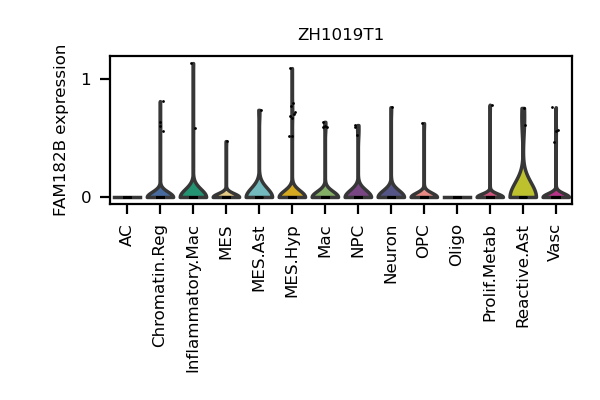 ZH1019T1
FAM182B expression
1
0
AC
Chromatin.Reg
Inflammatory.Mac
MES
MES.Ast
MES.Hyp
Mac
NPC
Neuron
OPC
Oligo
Prolif.Metab
Reactive.Ast
Vasc